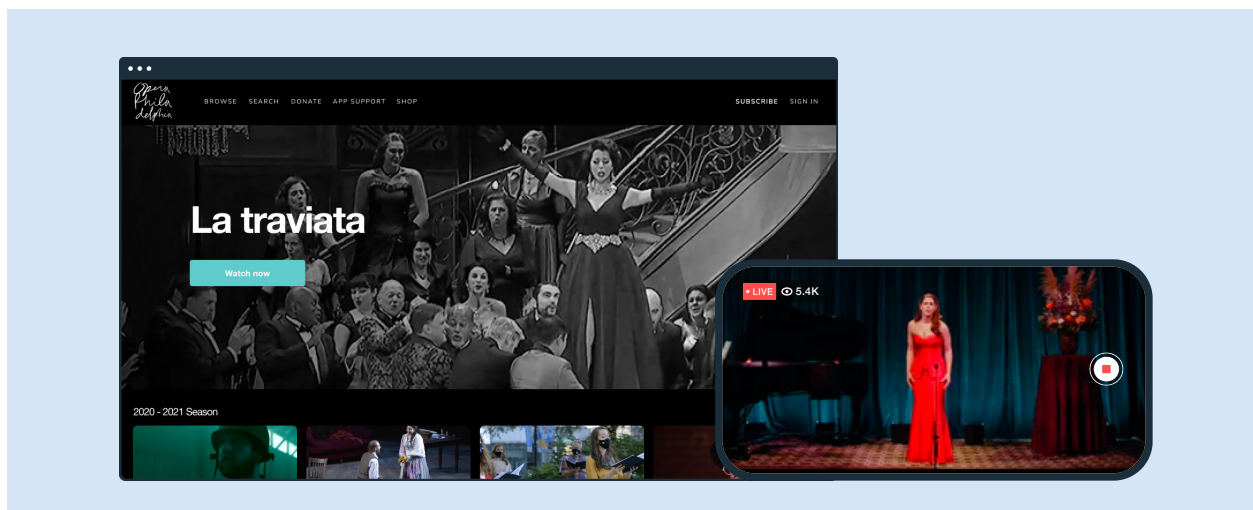 Opera
Phila
delphia
BROWSE SEARCH DONATE APP SUPPORT SHOP
SUBSCRIBE SIGN IN
La traviata
Watch now
LIVE 5.4K
2020 - 2021 Season